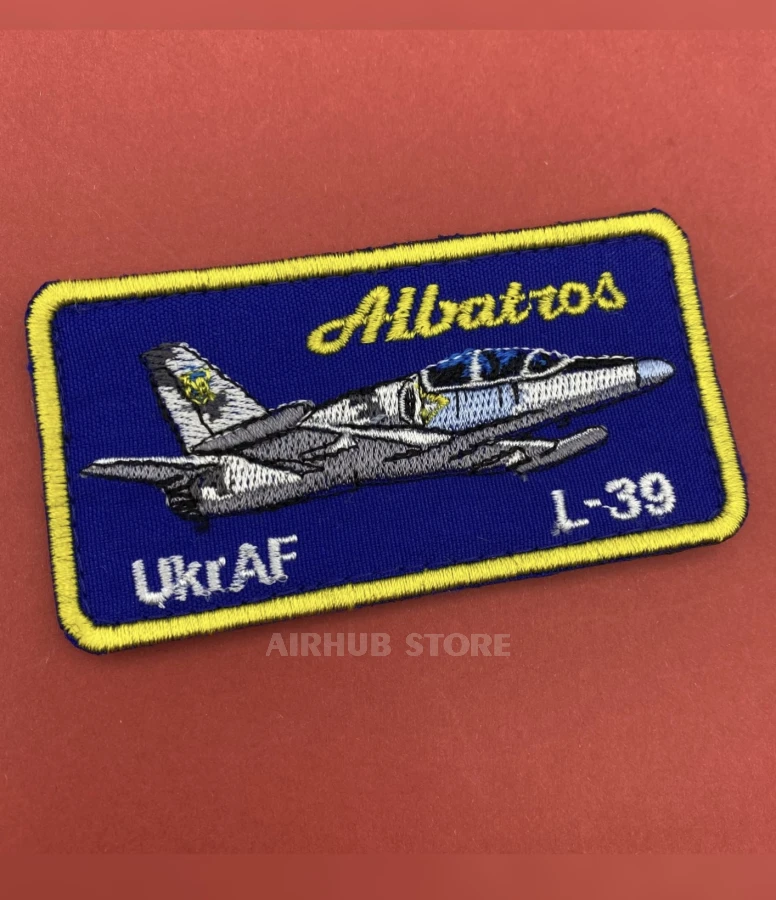 Albatros
L-39
UkrAF
AIRHUB STORE